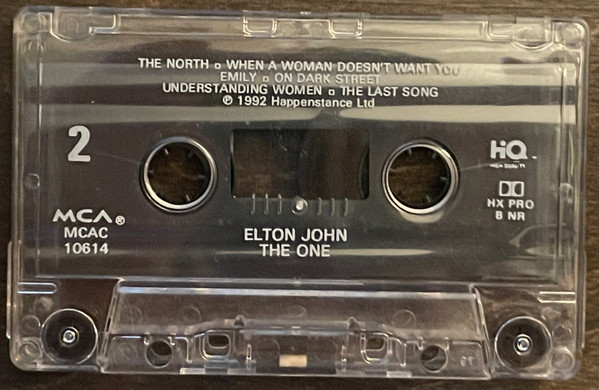 THE NORTH ▫ WHEN A WOMAN DOESN'T WANT YOU
EMILY ▫ ON DARK STREET
UNDERSTANDING WOMEN ▫ THE LAST SONG
℗ 1992 Happenstance Ltd
2
HiQ
HX PRO
B NR
MCA®
MCAC
10614
ELTON JOHN
THE ONE